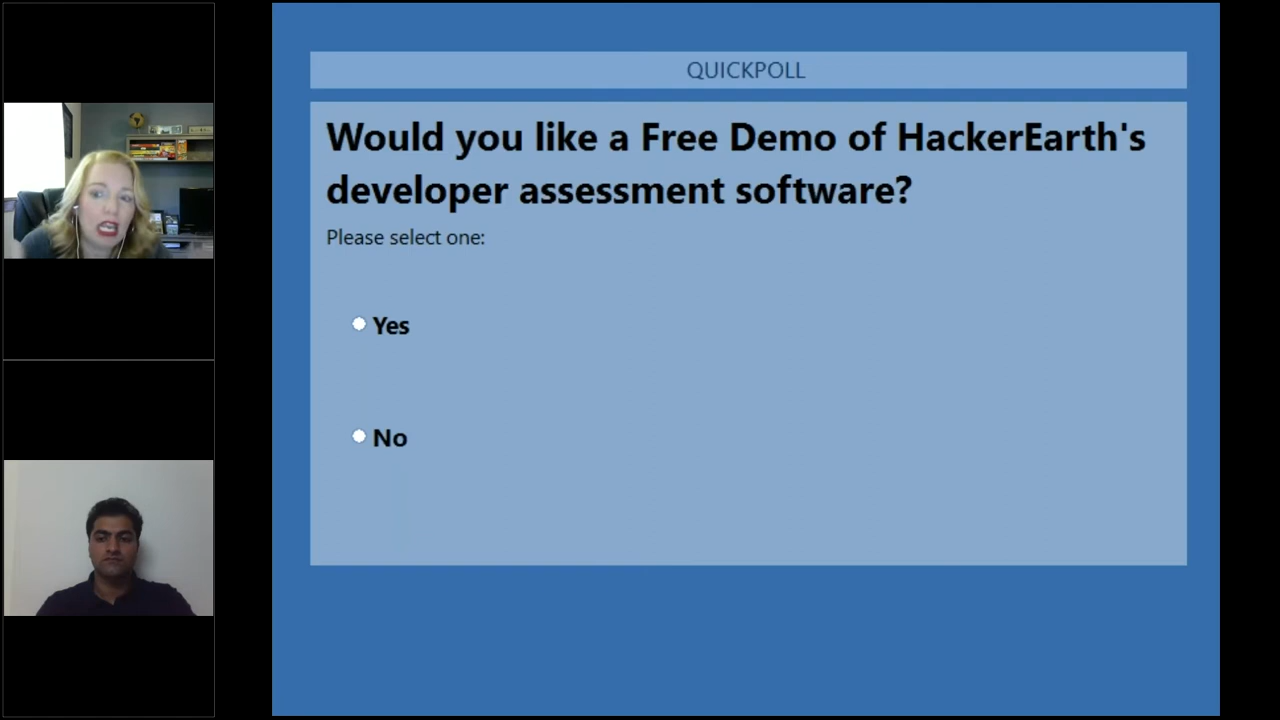 QUICKPOLL
Would you like a Free Demo of HackerEarth's
developer assessment software?
Please select one:
Yes
No